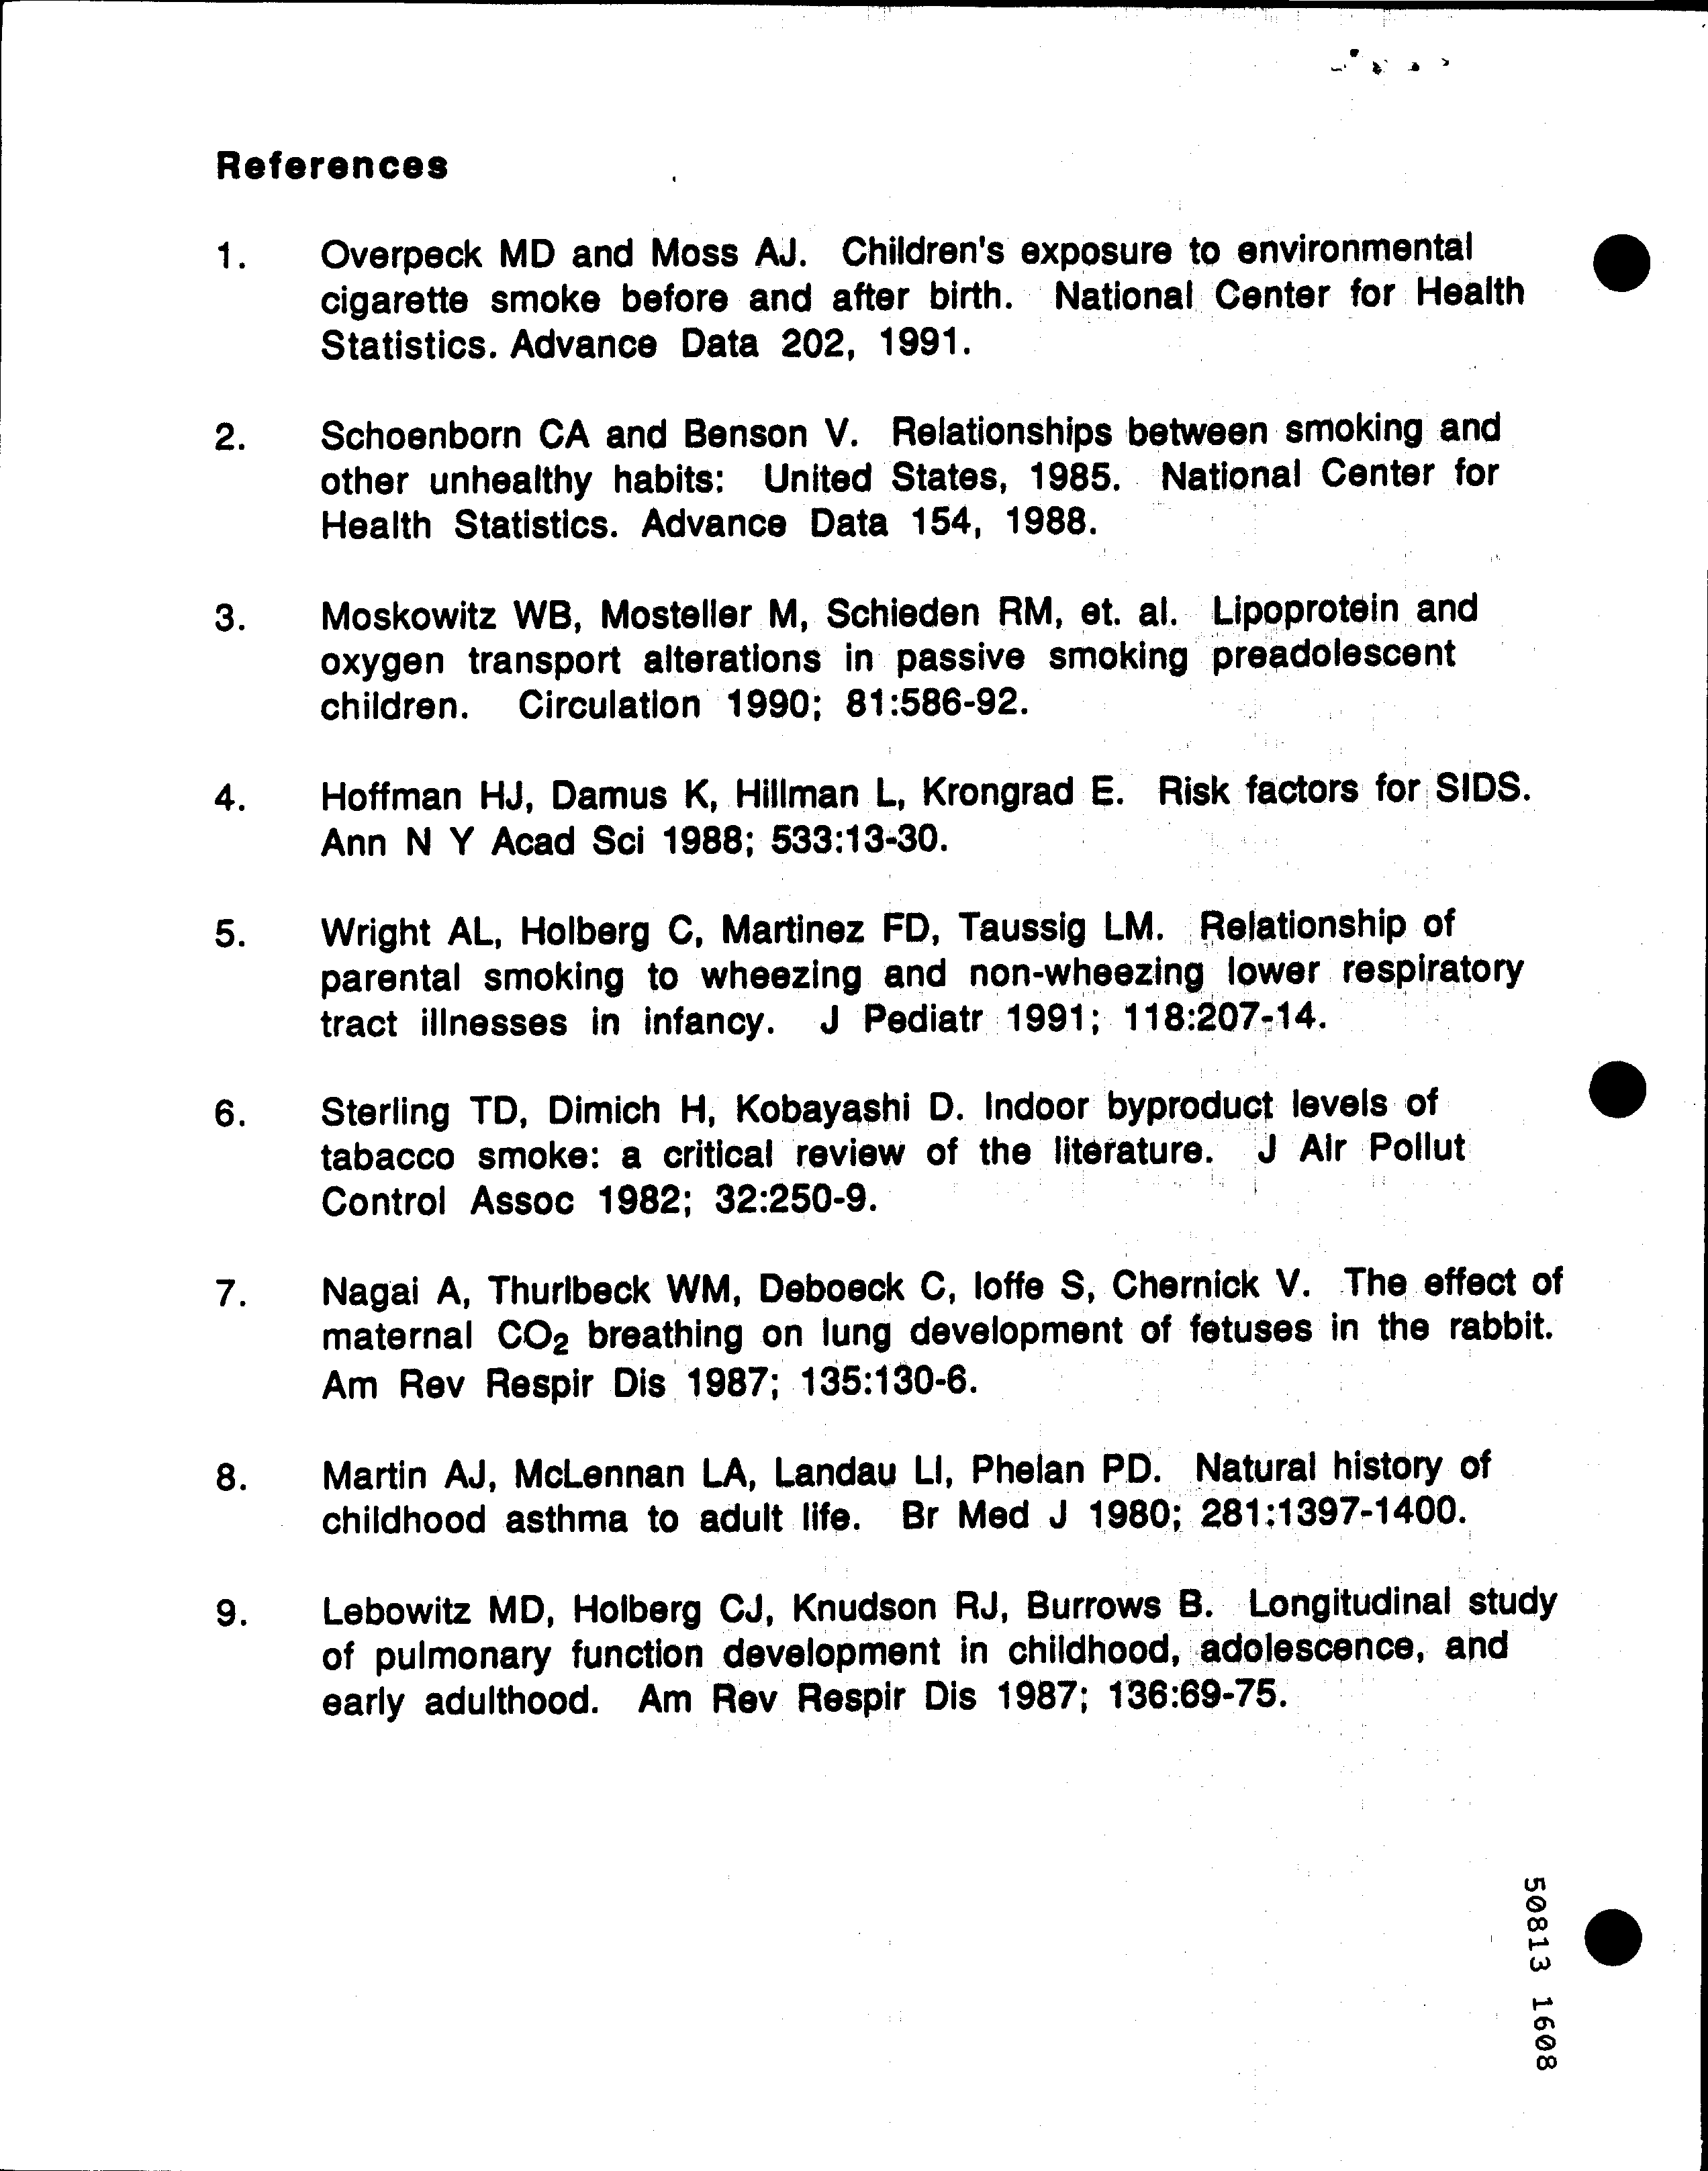 References
1. Overpeck MD and Moss AJ. Children's exposure to environmental
cigarette smoke before and after birth. National Center for Health
Statistics. Advance Data 202, 1991.
2. Schoenborn CA and Benson V. Relationships between smoking and
other unhealthy habits: United States, 1985. National Center for
Health Statistics. Advance Data 154, 1988.
3. Moskowitz WB, Mosteller M, Schieden RM, et. al. Lipoprotein and
oxygen transport alterations in passive smoking preadolescent
children. Circulation 1990; 81:586-92.
4. Hoffman HJ, Damus K, Hillman L, Krongrad E. Risk factors for SIDS.
Ann N Y Acad Sci 1988; 533:13-30.
5. Wright AL, Holberg C, Martinez FD, Taussig LM. Relationship of
parental smoking to wheezing and non-wheezing lower respiratory
tract illnesses in infancy. J Pediatr 1991; 118:207-14.
6. Sterling TD, Dimich H, Kobayashi D. Indoor byproduct levels of
tabacco smoke: a critical review of the literature. J Air Pollut
Control Assoc 1982; 32:250-9.
7. Nagai A, Thurlbeck WM, Deboeck C, Ioffe S, Chernick V. The effect of
maternal CO₂ breathing on lung development of fetuses in the rabbit.
Am Rev Respir Dis 1987; 135:130-6.
8. Martin AJ, McLennan LA, Landau LI, Phelan PD. Natural history of
childhood asthma to adult life. Br Med J 1980; 281:1397-1400.
9. Lebowitz MD, Holberg CJ, Knudson RJ, Burrows B. Longitudinal study
of pulmonary function development in childhood, adolescence, and
early adulthood. Am Rev Respir Dis 1987; 136:69-75.
50813 1608